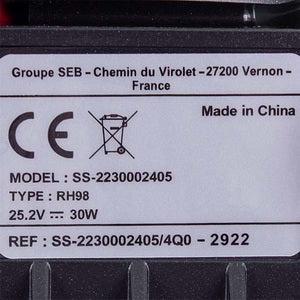 Groupe SEB – Chemin du Virolet – 27200 Vernon –
France
Made in China
CE
MODEL : SS-2230002405
TYPE : RH98
25.2V ⎓ 30W
REF : SS-2230002405/4Q0 - 2922